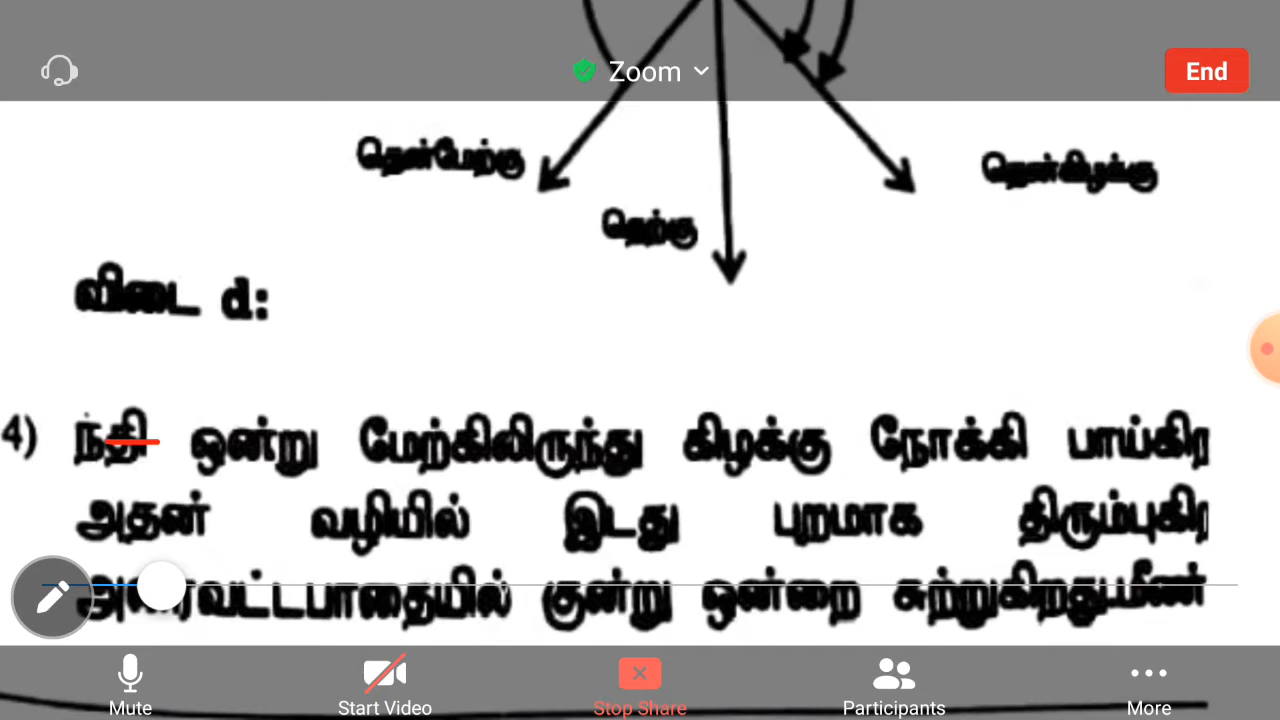 Zoom
End
தென்மேற்கு
தென்கிழக்கு
தெற்கு
விடை d:
4) நதி ஒன்று மேற்கிலிருந்து கிழக்கு நோக்கி பாய்கிற
அதன் வழியில் இடது புறமாக திரும்புகிற
அரைவட்டபாதையில் குன்று ஒன்றை சுற்றுகிறது.மீண்
Mute
Start Video
Stop Share
Participants
More